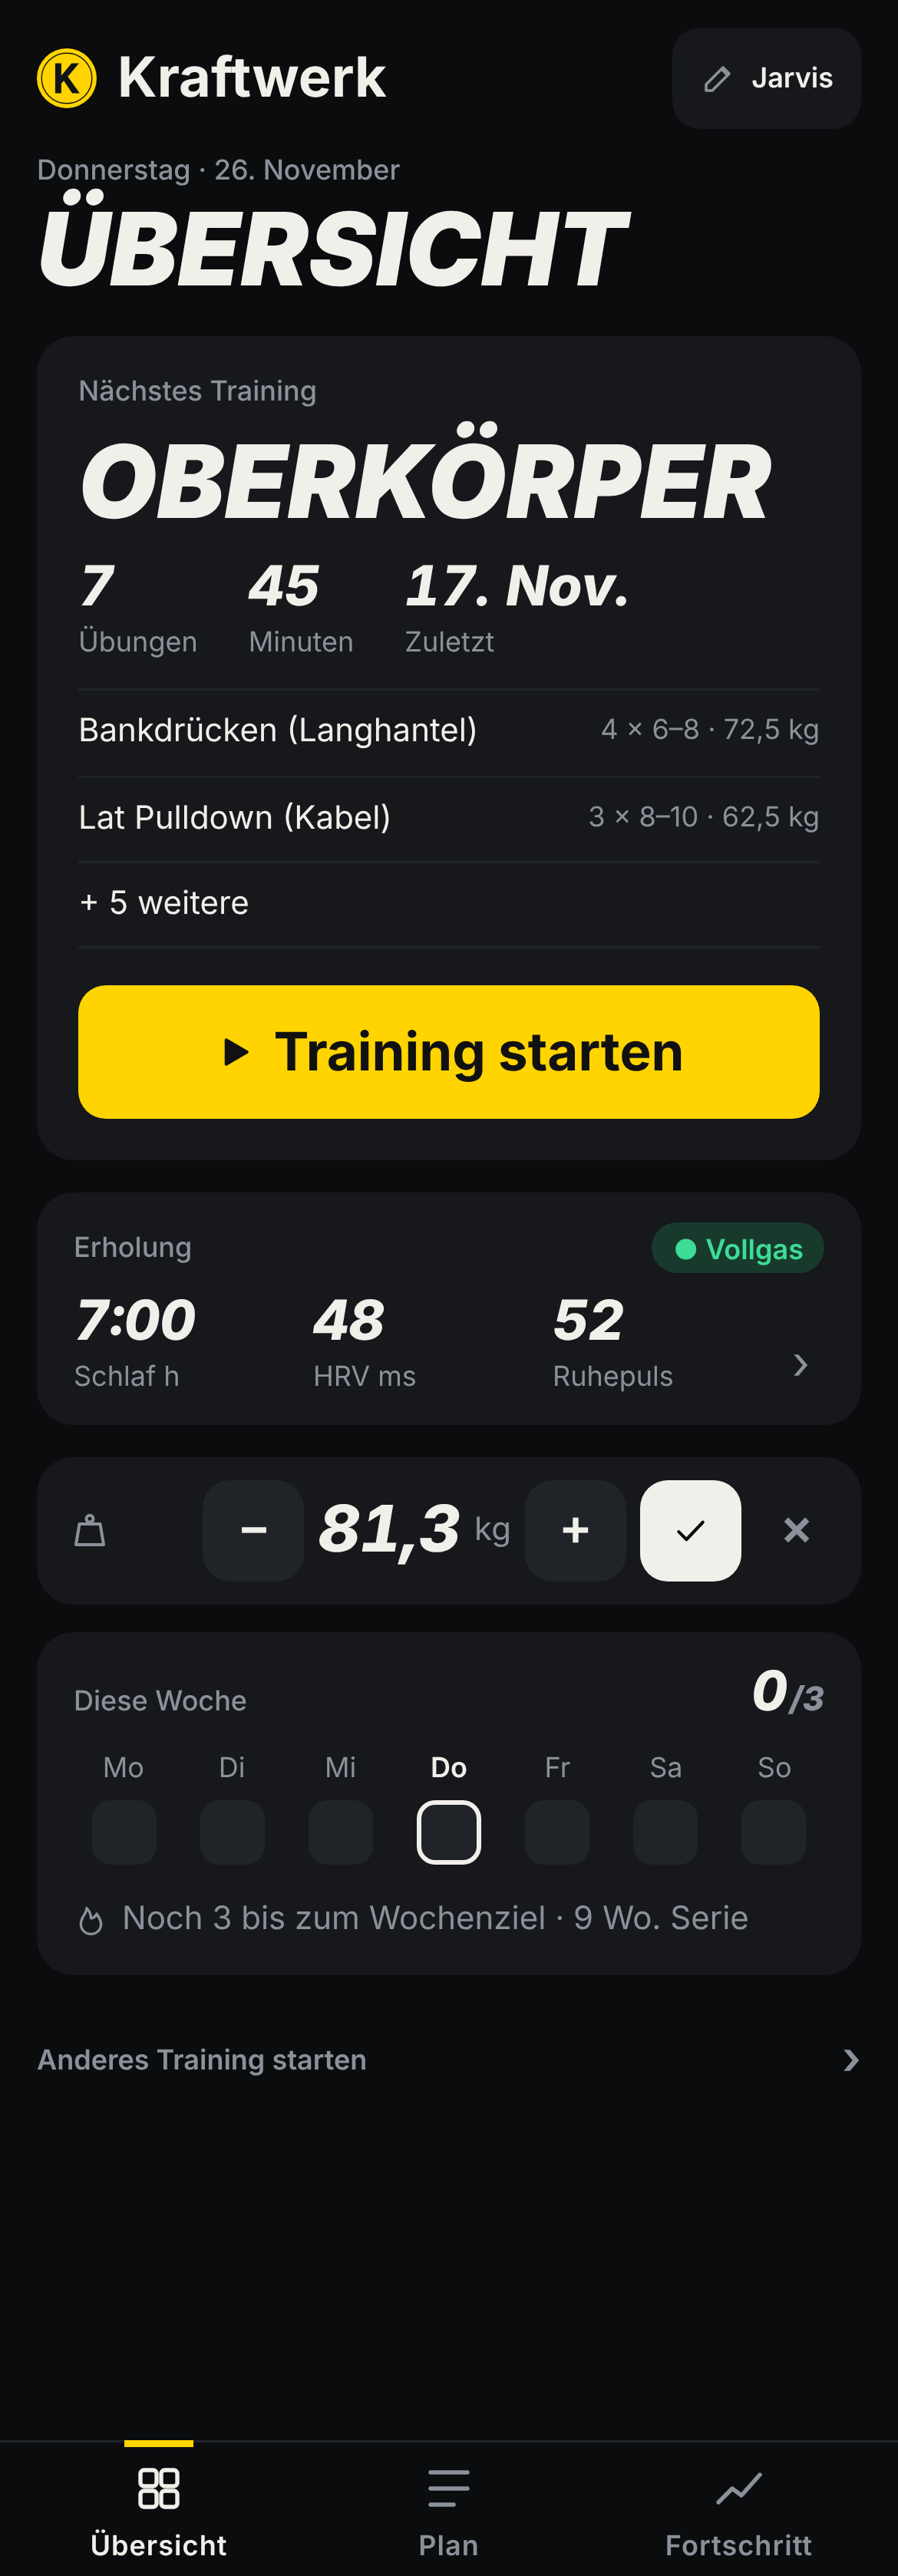 K Kraftwerk
Jarvis
Donnerstag · 26. November
ÜBERSICHT
Nächstes Training
OBERKÖRPER
7 45 17. Nov.
Übungen Minuten Zuletzt
Bankdrücken (Langhantel) 4 × 6–8 · 72,5 kg
Lat Pulldown (Kabel) 3 × 8–10 · 62,5 kg
+ 5 weitere
Training starten
Erholung Vollgas
7:00 48 52
Schlaf h HRV ms Ruhepuls
− 81,3 kg +
Diese Woche 0/3
Mo Di Mi Do Fr Sa So
Noch 3 bis zum Wochenziel · 9 Wo. Serie
Anderes Training starten
Übersicht Plan Fortschritt